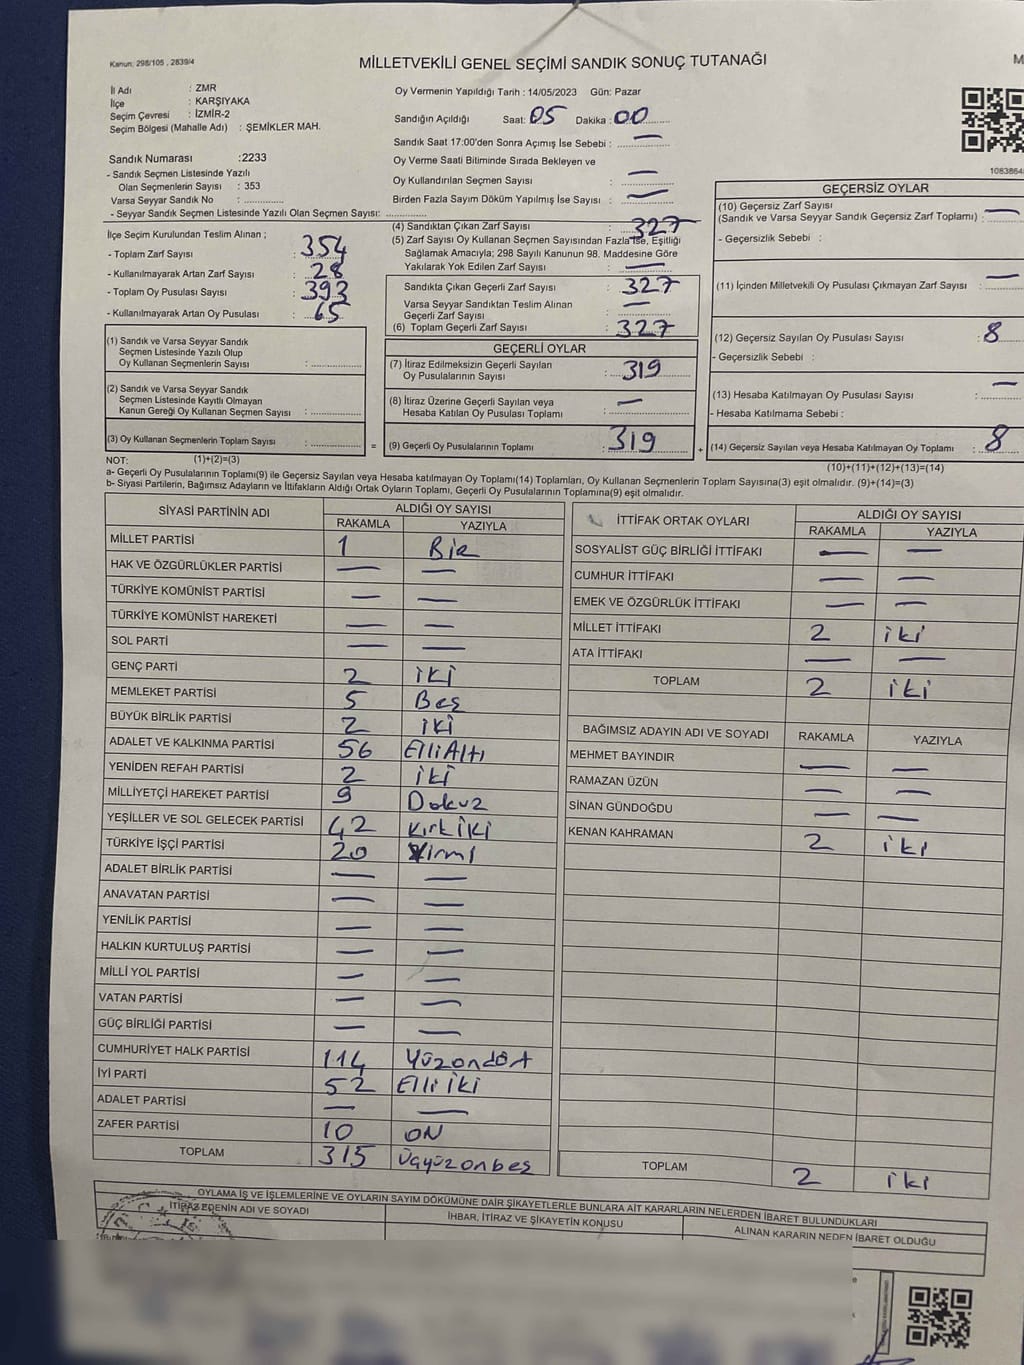 Kanun; 298/105 , 2839/4
MİLLETVEKİLİ GENEL SEÇİMİ SANDIK SONUÇ TUTANAĞI
M
İl Adı : ZMR
İlçe : KARŞIYAKA
Seçim Çevresi : İZMİR-2
Seçim Bölgesi (Mahalle Adı) : ŞEMİKLER MAH.
Oy Vermenin Yapıldığı Tarih : 14/05/2023 Gün: Pazar
Sandığın Açıldığı Saat: 05 Dakika : 00
Sandık Saat 17:00'den Sonra Açımış İse Sebebi : —
Oy Verme Saati Bitiminde Sırada Bekleyen ve
Oy Kullandırılan Seçmen Sayısı : —
Birden Fazla Sayım Döküm Yapılmış İse Sayısı : —
1083864
Sandık Numarası :2233
- Sandık Seçmen Listesinde Yazılı
Olan Seçmenlerin Sayısı : 353
Varsa Seyyar Sandık No : ..............
- Seyyar Sandık Seçmen Listesinde Yazılı Olan Seçmen Sayısı: ..............
İlçe Seçim Kurulundan Teslim Alınan ;
- Toplam Zarf Sayısı : 354
- Kullanılmayarak Artan Zarf Sayısı : 28
- Toplam Oy Pusulası Sayısı : 393
- Kullanılmayarak Artan Oy Pusulası : 65
(4) Sandıktan Çıkan Zarf Sayısı : 327
(5) Zarf Sayısı Oy Kullanan Seçmen Sayısından Fazla İse, Eşitliği
Sağlamak Amacıyla; 298 Sayılı Kanunun 98. Maddesine Göre
Yakılarak Yok Edilen Zarf Sayısı : —
Sandıkta Çıkan Geçerli Zarf Sayısı : 327
Varsa Seyyar Sandıktan Teslim Alınan
Geçerli Zarf Sayısı : —
(6) Toplam Geçerli Zarf Sayısı : 327
GEÇERSİZ OYLAR
(10) Geçersiz Zarf Sayısı
(Sandık ve Varsa Seyyar Sandık Geçersiz Zarf Toplamı) : —
- Geçersizlik Sebebi :
(11) İçinden Milletvekili Oy Pusulası Çıkmayan Zarf Sayısı : —
(12) Geçersiz Sayılan Oy Pusulası Sayısı : 8
- Geçersizlik Sebebi :
(13) Hesaba Katılmayan Oy Pusulası Sayısı : —
- Hesaba Katılmama Sebebi :
(14) Geçersiz Sayılan veya Hesaba Katılmayan Oy Toplamı : 8
(10)+(11)+(12)+(13)=(14)
(1) Sandık ve Varsa Seyyar Sandık
Seçmen Listesinde Yazılı Olup
Oy Kullanan Seçmenlerin Sayısı : ..............
(2) Sandık ve Varsa Seyyar Sandık
Seçmen Listesinde Kayıtlı Olmayan
Kanun Gereği Oy Kullanan Seçmen Sayısı : ..............
(3) Oy Kullanan Seçmenlerin Toplam Sayısı : .............. =
GEÇERLİ OYLAR
(7) İtiraz Edilmeksizin Geçerli Sayılan
Oy Pusulalarının Sayısı : 319
(8) İtiraz Üzerine Geçerli Sayılan veya
Hesaba Katılan Oy Pusulası Toplamı : —
(9) Geçerli Oy Pusulalarının Toplamı : 319 +
NOT: (1)+(2)=(3)
a- Geçerli Oy Pusulalarının Toplamı(9) ile Geçersiz Sayılan veya Hesaba katılmayan Oy Toplamı(14) Toplamları, Oy Kullanan Seçmenlerin Toplam Sayısına(3) eşit olmalıdır. (9)+(14)=(3)
b- Siyasi Partilerin, Bağımsız Adayların ve İttifakların Aldığı Ortak Oyların Toplamı, Geçerli Oy Pusulalarının Toplamına(9) eşit olmalıdır.
SİYASİ PARTİNİN ADI ALDIĞI OY SAYISI
RAKAMLA YAZIYLA
MİLLET PARTİSİ 1 Bir
HAK VE ÖZGÜRLÜKLER PARTİSİ — —
TÜRKİYE KOMÜNİST PARTİSİ — —
TÜRKİYE KOMÜNİST HAREKETİ — —
SOL PARTİ — —
GENÇ PARTİ 2 iki
MEMLEKET PARTİSİ 5 Beş
BÜYÜK BİRLİK PARTİSİ 2 iki
ADALET VE KALKINMA PARTİSİ 56 ElliAltı
YENİDEN REFAH PARTİSİ 2 iki
MİLLİYETÇİ HAREKET PARTİSİ 9 Dokuz
YEŞİLLER VE SOL GELECEK PARTİSİ 42 kırkiki
TÜRKİYE İŞÇİ PARTİSİ 20 Yirmi
ADALET BİRLİK PARTİSİ — —
ANAVATAN PARTİSİ — —
YENİLİK PARTİSİ — —
HALKIN KURTULUŞ PARTİSİ — —
MİLLİ YOL PARTİSİ — —
VATAN PARTİSİ — —
GÜÇ BİRLİĞİ PARTİSİ — —
CUMHURİYET HALK PARTİSİ 114 Yüzondört
İYİ PARTİ 52 Elli iki
ADALET PARTİSİ — —
ZAFER PARTİSİ 10 ON
TOPLAM 315 üçyüzonbeş
İTTİFAK ORTAK OYLARI ALDIĞI OY SAYISI
RAKAMLA YAZIYLA
SOSYALİST GÜÇ BİRLİĞİ İTTİFAKI — —
CUMHUR İTTİFAKI — —
EMEK VE ÖZGÜRLÜK İTTİFAKI — —
MİLLET İTTİFAKI 2 iki
ATA İTTİFAKI — —
TOPLAM 2 iki
BAĞIMSIZ ADAYIN ADI VE SOYADI RAKAMLA YAZIYLA
MEHMET BAYINDIR — —
RAMAZAN ÜZÜN — —
SİNAN GÜNDOĞDU — —
KENAN KAHRAMAN 2 iki
TOPLAM 2 iki
OYLAMA İŞ VE İŞLEMLERİNE VE OYLARIN SAYIM DÖKÜMÜNE DAİR ŞİKAYETLERLE BUNLARA AİT KARARLARIN NELERDEN İBARET BULUNDUKLARI
İTİRAZ EDENİN ADI VE SOYADI İHBAR, İTİRAZ VE ŞİKAYETİN KONUSU ALINAN KARARIN NEDEN İBARET OLDUĞU